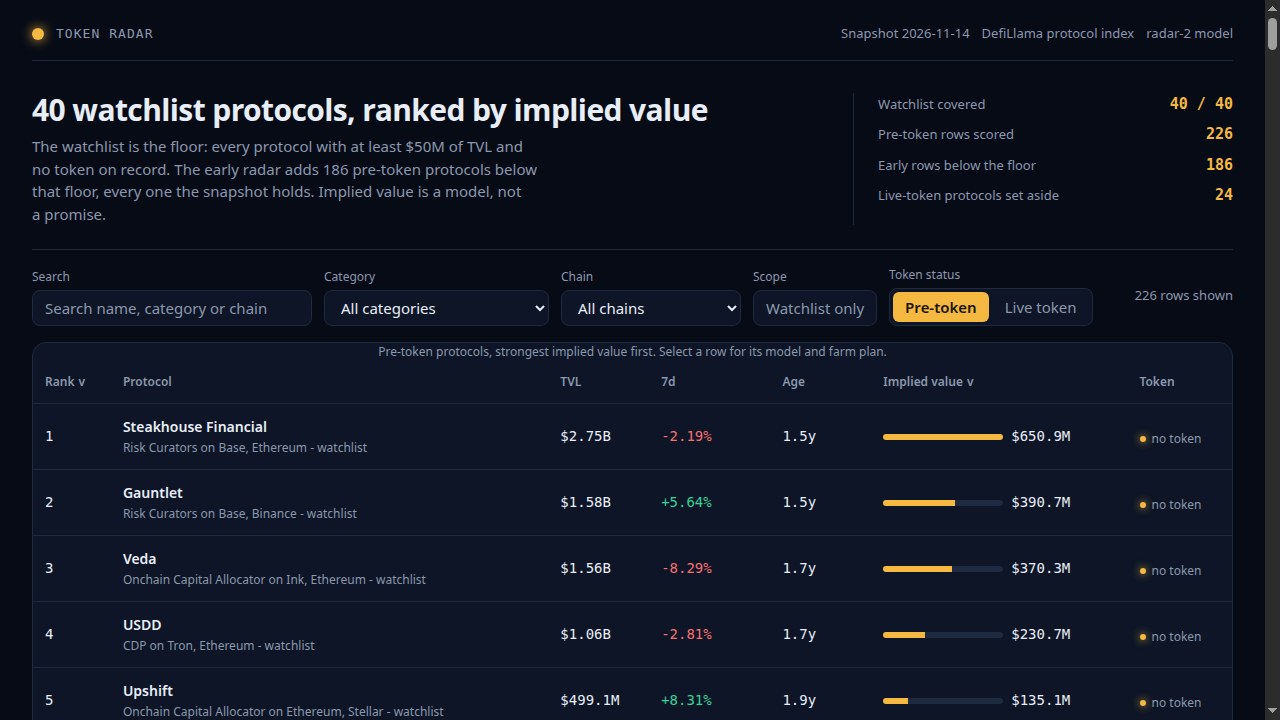 TOKEN RADAR
Snapshot 2026-11-14 DefiLlama protocol index radar-2 model
40 watchlist protocols, ranked by implied value
The watchlist is the floor: every protocol with at least $50M of TVL and
no token on record. The early radar adds 186 pre-token protocols below
that floor, every one the snapshot holds. Implied value is a model, not
a promise.
Watchlist covered 40 / 40
Pre-token rows scored 226
Early rows below the floor 186
Live-token protocols set aside 24
Search Category Chain Scope Token status
Search name, category or chain All categories All chains Watchlist only Pre-token Live token 226 rows shown
Pre-token protocols, strongest implied value first. Select a row for its model and farm plan.
Rank v Protocol TVL 7d Age Implied value v Token
1 Steakhouse Financial $2.75B -2.19% 1.5y $650.9M no token
Risk Curators on Base, Ethereum - watchlist
2 Gauntlet $1.58B +5.64% 1.5y $390.7M no token
Risk Curators on Base, Binance - watchlist
3 Veda $1.56B -8.29% 1.7y $370.3M no token
Onchain Capital Allocator on Ink, Ethereum - watchlist
4 USDD $1.06B -2.81% 1.7y $230.7M no token
CDP on Tron, Ethereum - watchlist
5 Upshift $499.1M +8.31% 1.9y $135.1M no token
Onchain Capital Allocator on Ethereum, Stellar - watchlist